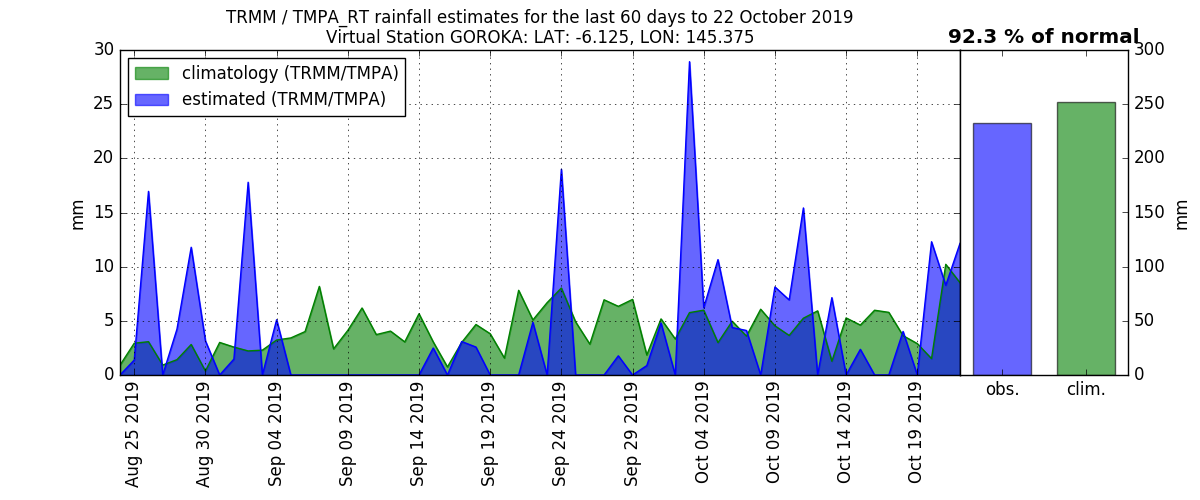 TRMM / TMPA_RT rainfall estimates for the last 60 days to 22 October 2019
Virtual Station GOROKA: LAT: -6.125, LON: 145.375
92.3 % of normal
climatology (TRMM/TMPA)
estimated (TRMM/TMPA)
30
25
20
15
10
5
0
mm
Aug 25 2019
Aug 30 2019
Sep 04 2019
Sep 09 2019
Sep 14 2019
Sep 19 2019
Sep 24 2019
Sep 29 2019
Oct 04 2019
Oct 09 2019
Oct 14 2019
Oct 19 2019
obs.
clim.
300
250
200
150
100
50
0
mm